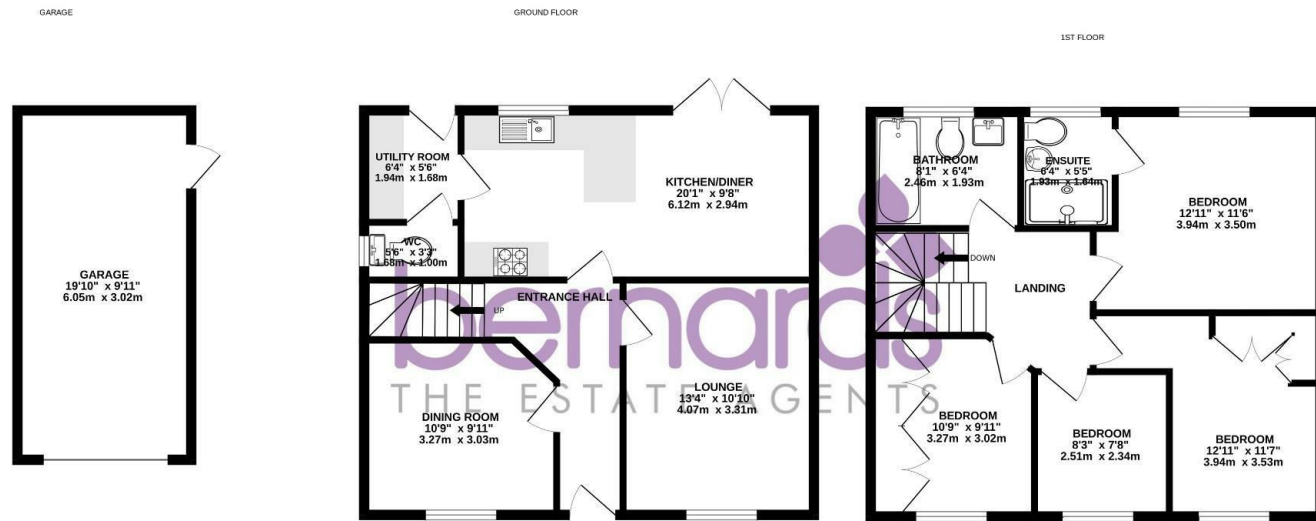 GARAGE
GROUND FLOOR
1ST FLOOR
GARAGE
19'10" x 9'11"
6.05m x 3.02m
UTILITY ROOM
6'4" x 5'6"
1.94m x 1.68m
WC
5'6" x 3'3"
1.68m x 1.00m
KITCHEN/DINER
20'1" x 9'8"
6.12m x 2.94m
ENTRANCE HALL
UP
DINING ROOM
10'9" x 9'11"
3.27m x 3.03m
LOUNGE
13'4" x 10'10"
4.07m x 3.31m
BATHROOM
8'1" x 6'4"
2.46m x 1.93m
ENSUITE
6'4" x 5'5"
1.93m x 1.64m
BEDROOM
12'11" x 11'6"
3.94m x 3.50m
DOWN
LANDING
BEDROOM
10'9" x 9'11"
3.27m x 3.02m
BEDROOM
8'3" x 7'8"
2.51m x 2.34m
BEDROOM
12'11" x 11'7"
3.94m x 3.53m
bernards
THE ESTATE AGENTS